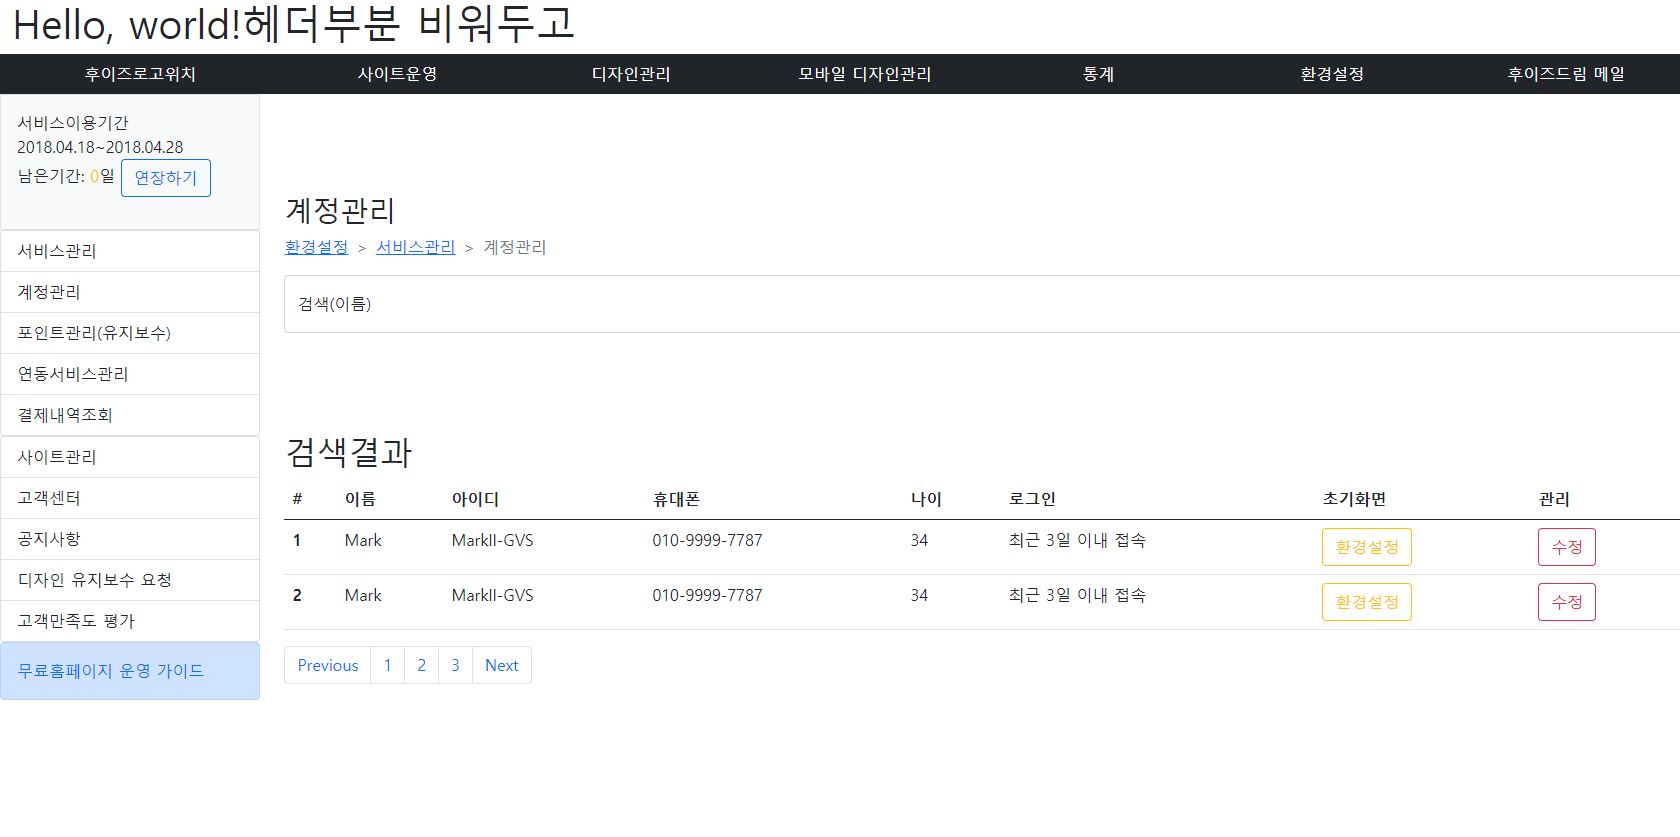 Hello, world!헤더부분 비워두고
후이즈로고위치 사이트운영 디자인관리 모바일 디자인관리 통계 환경설정 후이즈드림 메일
서비스이용기간
2018.04.18~2018.04.28
남은기간: 0일 연장하기
서비스관리
계정관리
포인트관리(유지보수)
연동서비스관리
결제내역조회
사이트관리
고객센터
공지사항
디자인 유지보수 요청
고객만족도 평가
무료홈페이지 운영 가이드
계정관리
환경설정 > 서비스관리 > 계정관리
검색(이름)
검색결과
# 이름 아이디 휴대폰 나이 로그인 초기화면 관리
1 Mark MarkII-GVS 010-9999-7787 34 최근 3일 이내 접속 환경설정 수정
2 Mark MarkII-GVS 010-9999-7787 34 최근 3일 이내 접속 환경설정 수정
Previous 1 2 3 Next